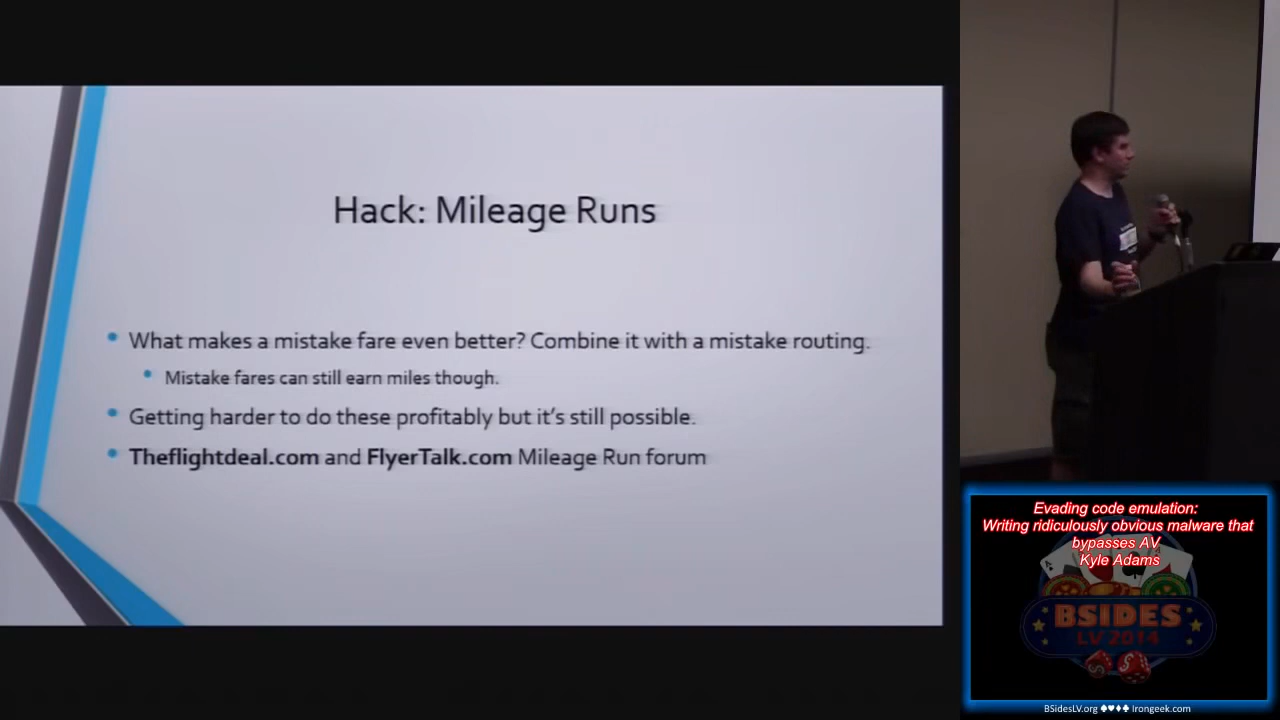 Hack: Mileage Runs
What makes a mistake fare even better? Combine it with a mistake routing.
Mistake fares can still earn miles though.
Getting harder to do these profitably but it's still possible.
Theflightdeal.com and FlyerTalk.com Mileage Run forum
Evading code emulation:
Writing ridiculously obvious malware that
bypasses AV
Kyle Adams
BSIDES
LV 2014
BSidesLV.org ♠♥♦♣ Irongeek.com